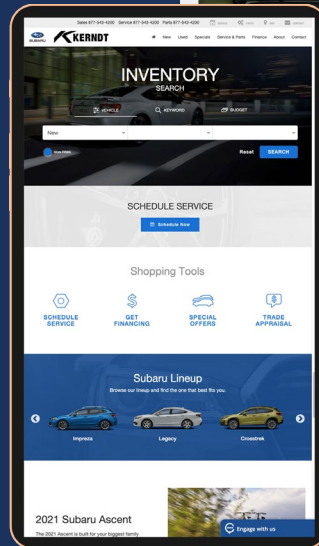 Sales 877-543-4200 Service 877-543-4200 Parts 877-543-4200
SUBARU KERNDT
New Used Specials Service & Parts Finance About Contact
INVENTORY
SEARCH
VEHICLE KEYWORD BUDGET
New
Reset SEARCH
SCHEDULE SERVICE
Schedule Now
Shopping Tools
SCHEDULE SERVICE
GET FINANCING
SPECIAL OFFERS
TRADE APPRAISAL
Subaru Lineup
Browse our lineup and find the one that best fits you.
Impreza Legacy Crosstrek
2021 Subaru Ascent
The 2021 Ascent is built for your biggest family
Engage with us